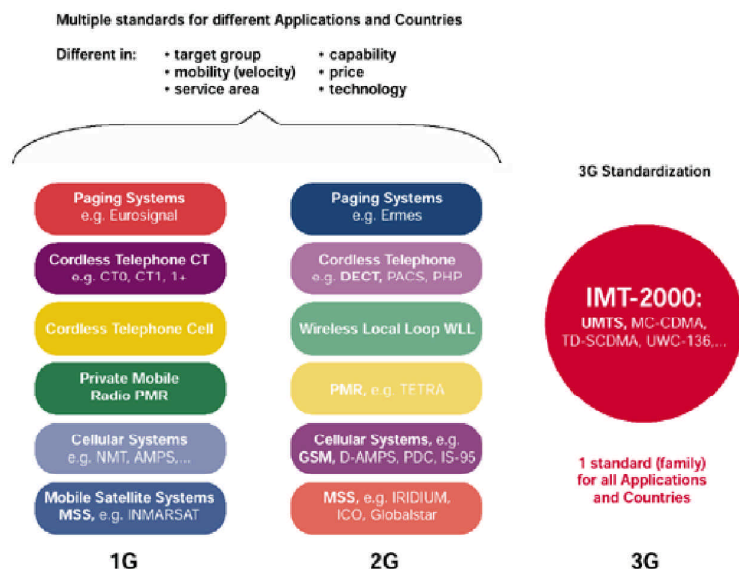 Multiple standards for different Applications and Countries
Different in:
• target group
• mobility (velocity)
• service area
• capability
• price
• technology
Paging Systems
e.g. Eurosignal
Cordless Telephone CT
e.g. CT0, CT1, 1+
Cordless Telephone Cell
Private Mobile
Radio PMR
Cellular Systems
e.g. NMT, AMPS,...
Mobile Satellite Systems
MSS, e.g. INMARSAT
1G
Paging Systems
e.g. Ermes
Cordless Telephone
e.g. DECT, PACS, PHP
Wireless Local Loop WLL
PMR, e.g. TETRA
Cellular Systems, e.g.
GSM, D-AMPS, PDC, IS-95
MSS, e.g. IRIDIUM,
ICO, Globalstar
2G
3G Standardization
IMT-2000:
UMTS, MC-CDMA,
TD-SCDMA, UWC-136,...
1 standard (family)
for all Applications
and Countries
3G